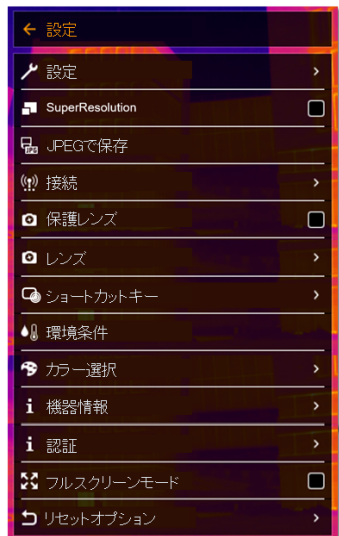 設定
設定
SuperResolution
JPEGで保存
接続
保護レンズ
レンズ
ショートカットキー
環境条件
カラー選択
機器情報
認証
フルスクリーンモード
リセットオプション